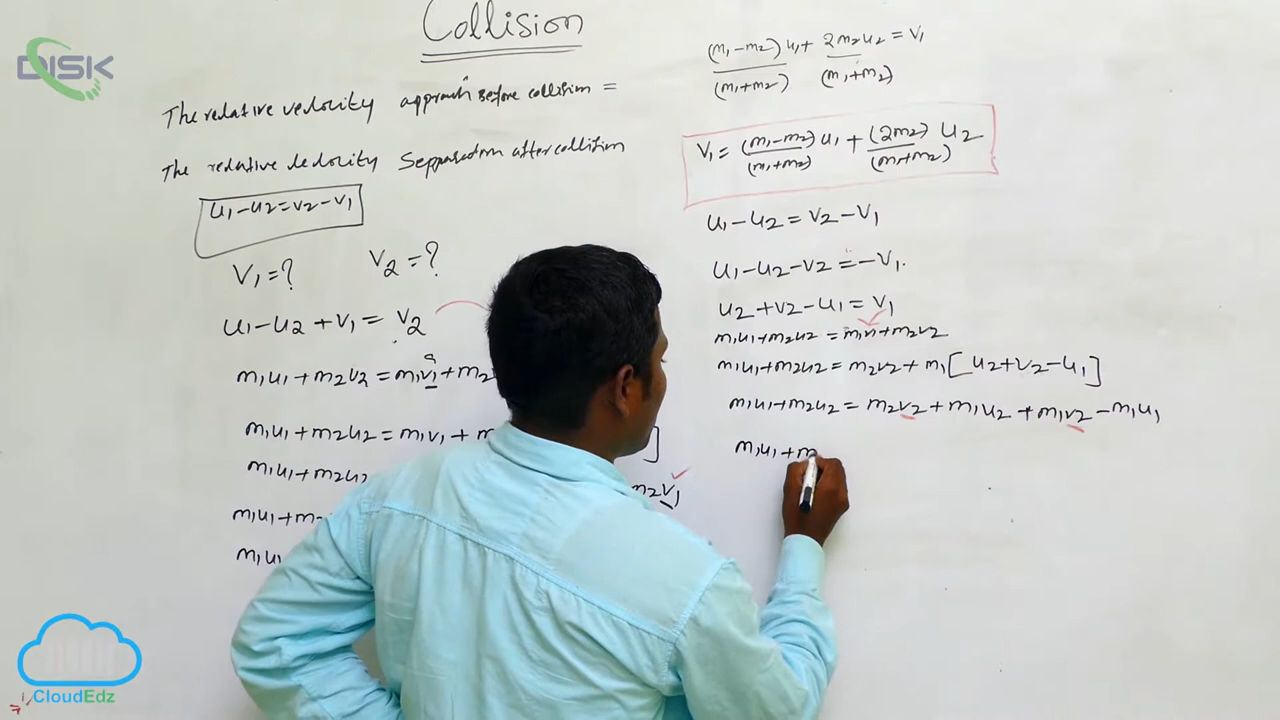 DISK
Collision
The relative velocity approach before collision =
The relative velocity Sepparation after collision
u₁-u₂=v₂-v₁
V₁=? V₂=?
u₁-u₂+v₁= v₂
m₁u₁+m₂v₂=m₁v₁+m₂
m₁u₁+m₂u₂=m₁v₁+m ]
m₁u₁+m₂u₂ m₂v₁
m₁u₁+m
m₁u₁
(m₁-m₂)u₁+ 2m₂u₂=v₁
(m₁+m₂) (m₁+m₂)
V₁= (m₁-m₂)u₁+(2m₂) u₂
(m₁+m₂) (m₁+m₂)
u₁-u₂=v₂-v₁
u₁-u₂-v₂=-v₁.
u₂+v₂-u₁=v₁
m₁u₁+m₂u₂=m₁v₁+m₂v₂
m₁u₁+m₂u₂=m₂v₂+m₁[u₂+v₂-u₁]
m₁u₁+m₂u₂=m₂v₂+m₁u₂+m₁v₂-m₁u₁
m₁u₁+m
CloudEdz